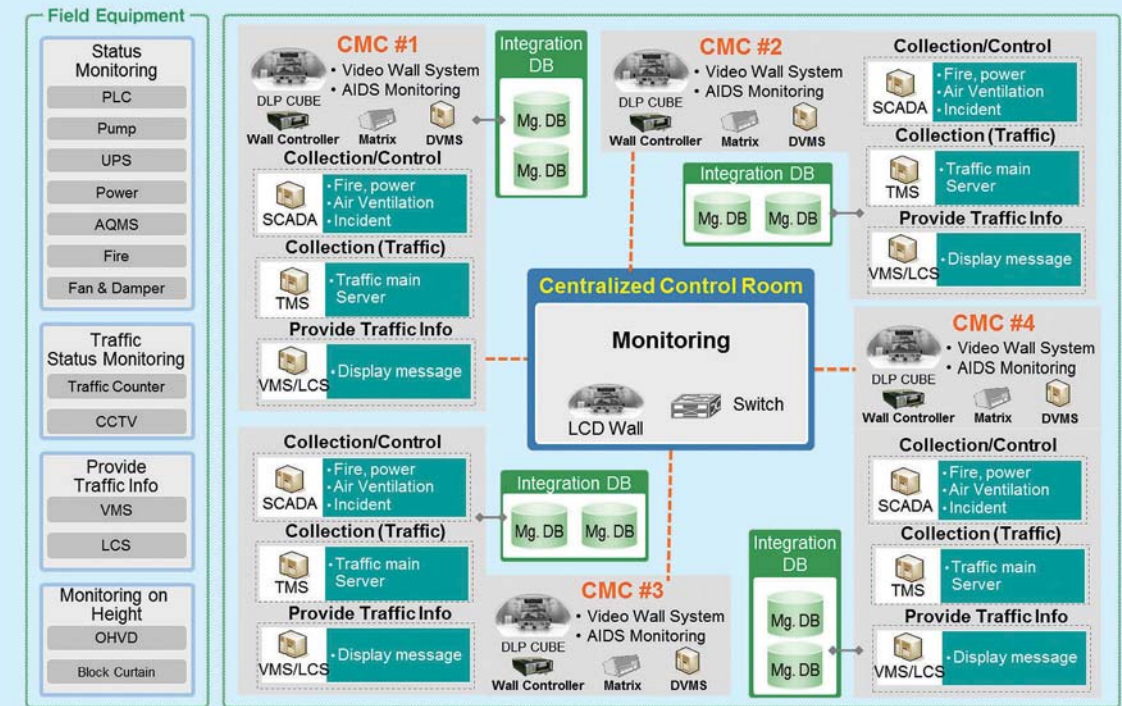 Field Equipment
Status
Monitoring
PLC
Pump
UPS
Power
AQMS
Fire
Fan & Damper
Traffic
Status Monitoring
Traffic Counter
CCTV
Provide
Traffic Info
VMS
LCS
Monitoring on
Height
OHVD
Block Curtain
CMC #1
• Video Wall System
• AIDS Monitoring
DLP CUBE
Wall Controller
Matrix
DVMS
Collection/Control
SCADA
• Fire, power
• Air Ventilation
• Incident
Collection (Traffic)
TMS
• Traffic main
Server
Provide Traffic Info
VMS/LCS
• Display message
Integration
DB
Mg. DB
Mg. DB
CMC #2
• Video Wall System
• AIDS Monitoring
DLP CUBE
Wall Controller
Matrix
DVMS
Collection/Control
SCADA
• Fire, power
• Air Ventilation
• Incident
Collection (Traffic)
TMS
• Traffic main
Server
Provide Traffic Info
VMS/LCS
• Display message
Integration DB
Mg. DB
Mg. DB
Centralized Control Room
Monitoring
LCD Wall
Switch
CMC #4
• Video Wall System
• AIDS Monitoring
DLP CUBE
Wall Controller
Matrix
DVMS
Collection/Control
SCADA
• Fire, power
• Air Ventilation
• Incident
Collection (Traffic)
TMS
• Traffic main
Server
Provide Traffic Info
VMS/LCS
• Display message
Integration
DB
Mg. DB
Mg. DB
Collection/Control
SCADA
• Fire, power
• Air Ventilation
• Incident
Collection (Traffic)
TMS
• Traffic main
Server
Provide Traffic Info
VMS/LCS
• Display message
Integration DB
Mg. DB
Mg. DB
CMC #3
• Video Wall System
• AIDS Monitoring
DLP CUBE
Wall Controller
Matrix
DVMS